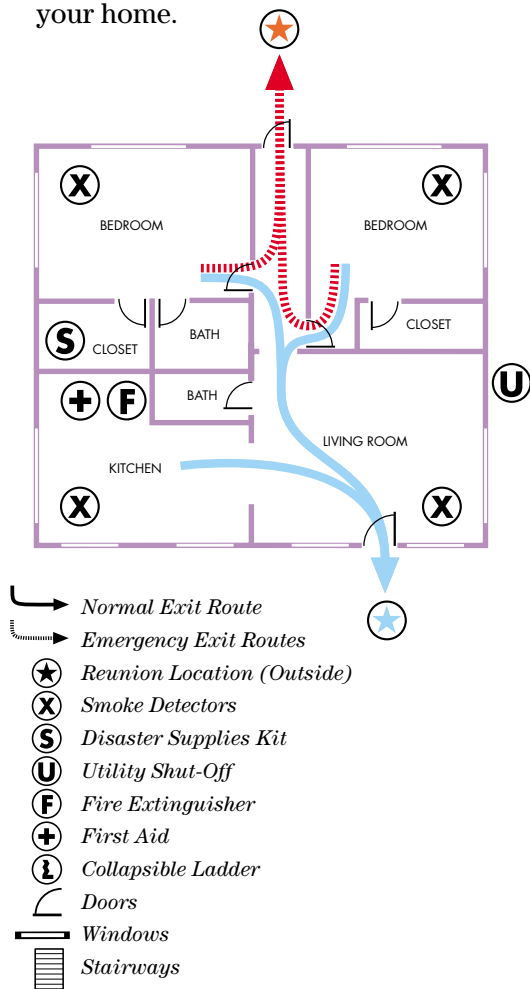 your home.
X
X
BEDROOM
BEDROOM
S
CLOSET
BATH
CLOSET
F
BATH
U
LIVING ROOM
KITCHEN
X
X
Normal Exit Route
Emergency Exit Routes
Reunion Location (Outside)
X Smoke Detectors
S Disaster Supplies Kit
U Utility Shut-Off
F Fire Extinguisher
First Aid
Collapsible Ladder
Doors
Windows
Stairways